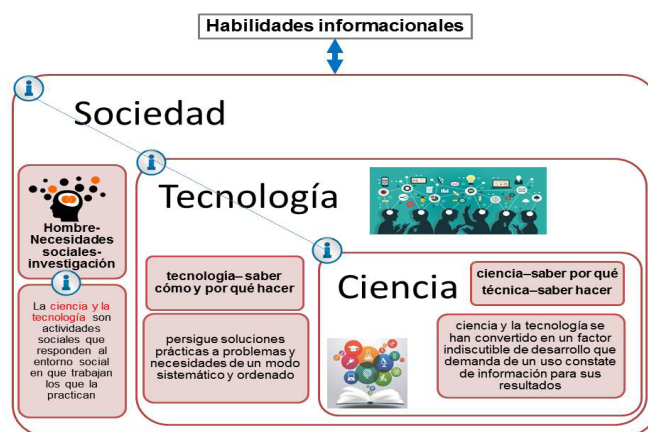 Habilidades informacionales
Sociedad
Hombre-
Necesidades
sociales-
investigación
La ciencia y la
tecnología son
actividades
sociales que
responden al
entorno social
en que trabajan
los que la
practican
Tecnología
tecnología– saber
cómo y por qué hacer
persigue soluciones
prácticas a problemas y
necesidades de un modo
sistemático y ordenado
Ciencia
ciencia–saber por qué
técnica–saber hacer
ciencia y la tecnología se
han convertido en un factor
indiscutible de desarrollo que
demanda de un uso constate
de información para sus
resultados